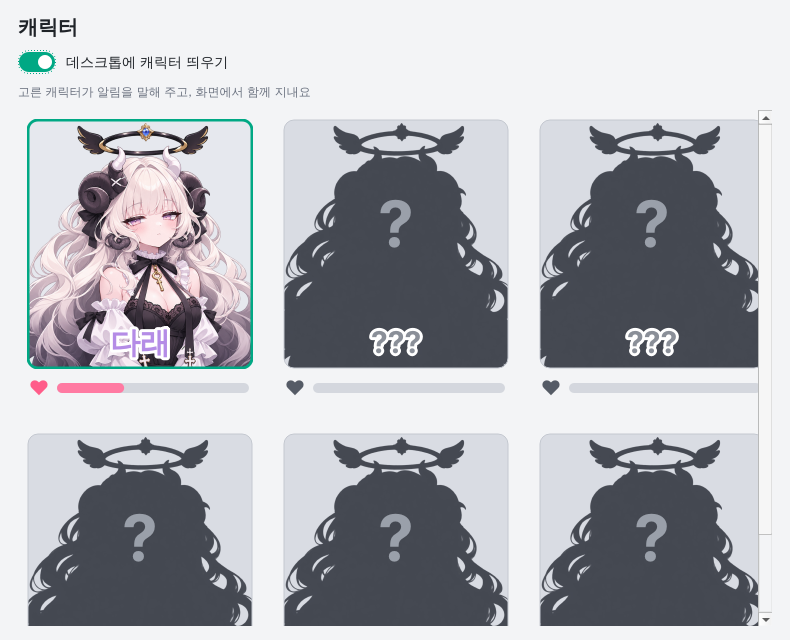 캐릭터
데스크톱에 캐릭터 띄우기
고른 캐릭터가 알림을 말해 주고, 화면에서 함께 지내요
? ?
다래 ??? ???
? ? ?